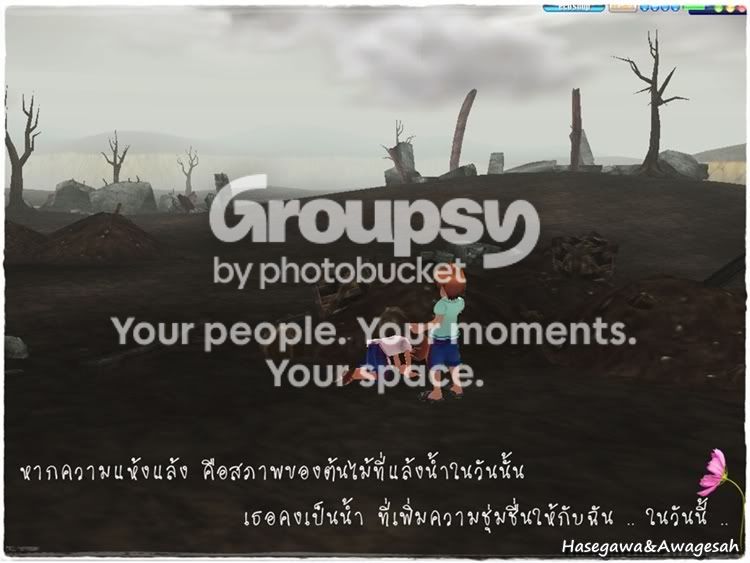 Groupsy
by photobucket
Your people. Your moments.
Your space.
หากความแห้งแล้ง คือสภาพของต้นไม้ที่แล้งน้ำในวันนั้น
เธอคงเป็นน้ำ ที่เพิ่มความชุ่มชื่นให้กับฉัน .. ในวันนี้ ..
Hasegawa&Awagesah